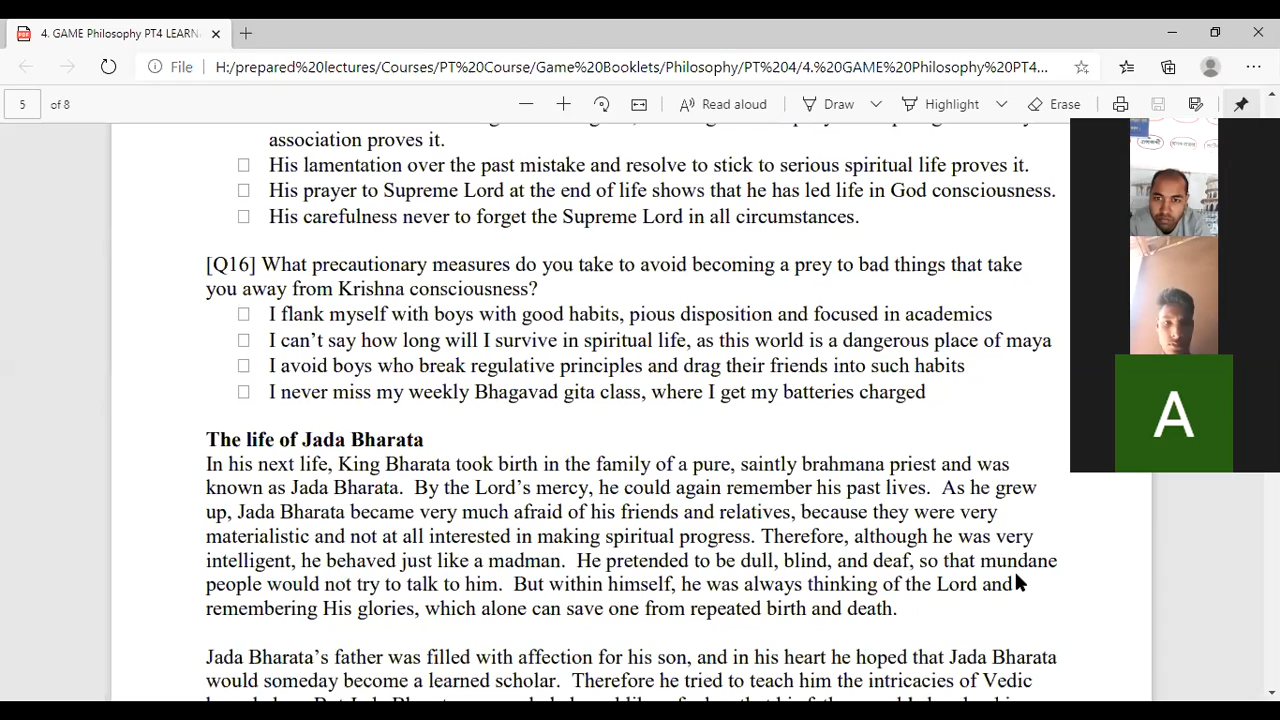 4. GAME Philosophy PT4 LEARN
File
H:/prepared%20lectures/Courses/PT%20Course/Game%20Booklets/Philosophy/PT%204/4.%20GAME%20Philosophy%20PT4...
5 of 8
Read aloud
Draw
Highlight
Erase
association proves it.
His lamentation over the past mistake and resolve to stick to serious spiritual life proves it.
His prayer to Supreme Lord at the end of life shows that he has led life in God consciousness.
His carefulness never to forget the Supreme Lord in all circumstances.
[Q16] What precautionary measures do you take to avoid becoming a prey to bad things that take
you away from Krishna consciousness?
I flank myself with boys with good habits, pious disposition and focused in academics
I can't say how long will I survive in spiritual life, as this world is a dangerous place of maya
I avoid boys who break regulative principles and drag their friends into such habits
I never miss my weekly Bhagavad gita class, where I get my batteries charged
The life of Jada Bharata
In his next life, King Bharata took birth in the family of a pure, saintly brahmana priest and was
known as Jada Bharata. By the Lord's mercy, he could again remember his past lives. As he grew
up, Jada Bharata became very much afraid of his friends and relatives, because they were very
materialistic and not at all interested in making spiritual progress. Therefore, although he was very
intelligent, he behaved just like a madman. He pretended to be dull, blind, and deaf, so that mundane
people would not try to talk to him. But within himself, he was always thinking of the Lord and
remembering His glories, which alone can save one from repeated birth and death.
Jada Bharata's father was filled with affection for his son, and in his heart he hoped that Jada Bharata
would someday become a learned scholar. Therefore he tried to teach him the intricacies of Vedic
A